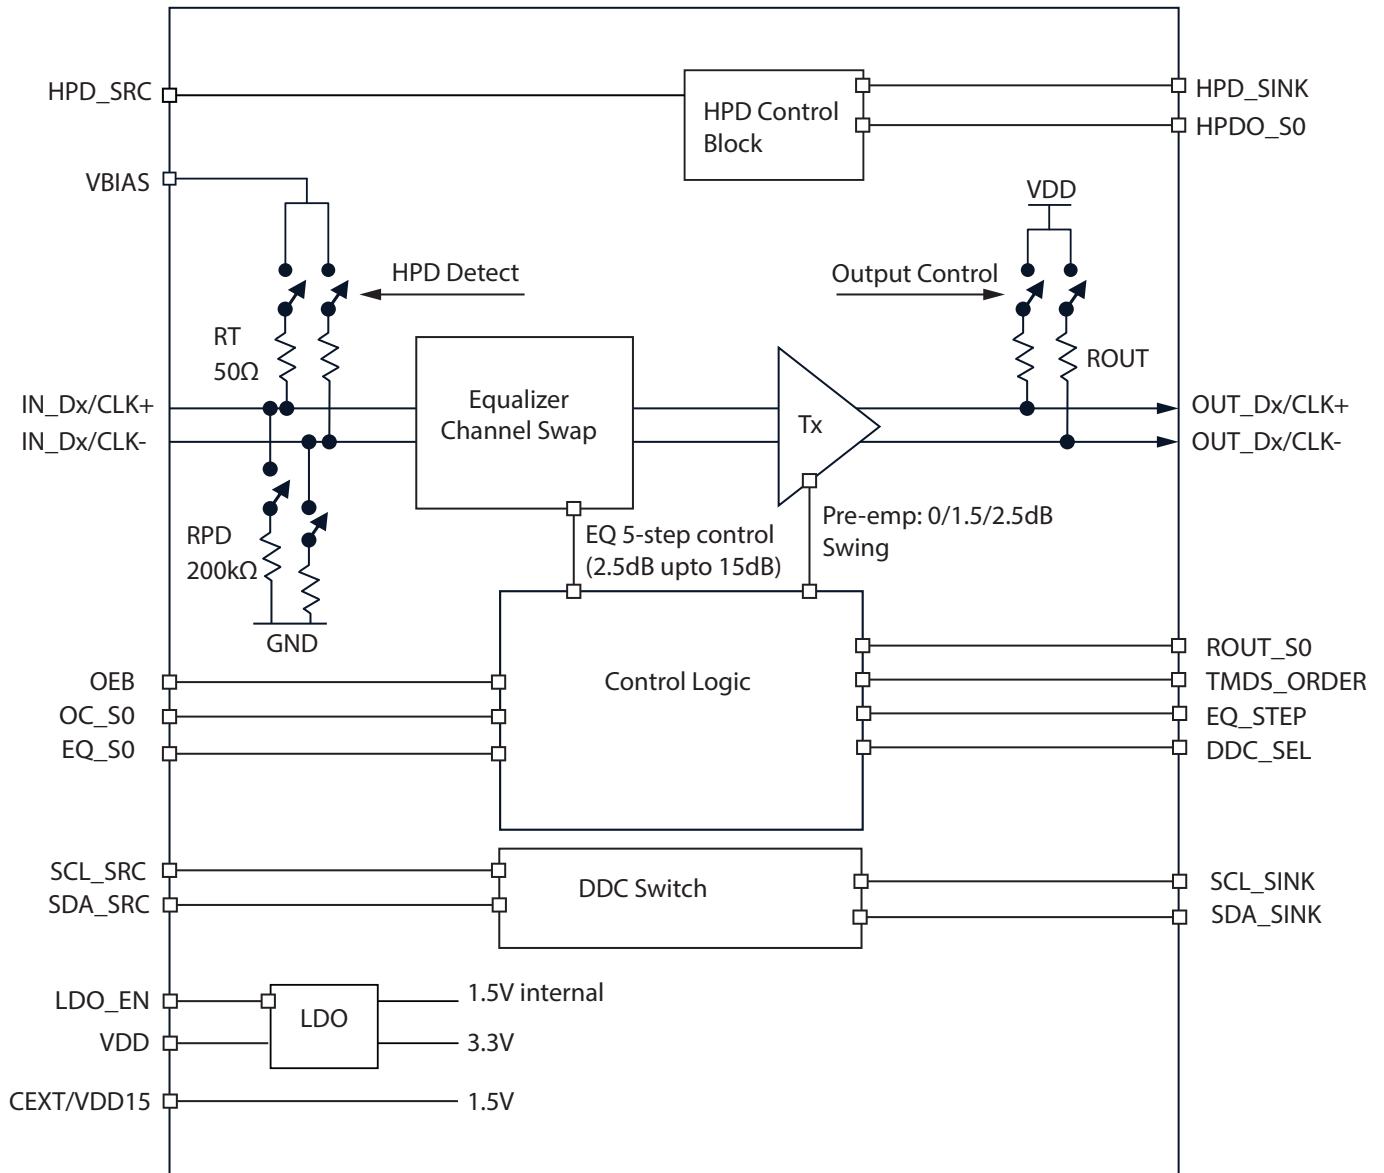 HPD_SRC
HPD Control
Block
HPD_SINK
HPDO_S0
VBIAS
VDD
HPD Detect
Output Control
RT
50Ω
ROUT
IN_Dx/CLK+
IN_Dx/CLK-
Equalizer
Channel Swap
Tx
OUT_Dx/CLK+
OUT_Dx/CLK-
RPD
200kΩ
GND
EQ 5-step control
(2.5dB upto 15dB)
Pre-emp: 0/1.5/2.5dB
Swing
OEB
OC_S0
EQ_S0
Control Logic
ROUT_S0
TMDS_ORDER
EQ_STEP
DDC_SEL
SCL_SRC
SDA_SRC
DDC Switch
SCL_SINK
SDA_SINK
LDO_EN
VDD
LDO
1.5V internal
3.3V
CEXT/VDD15
1.5V